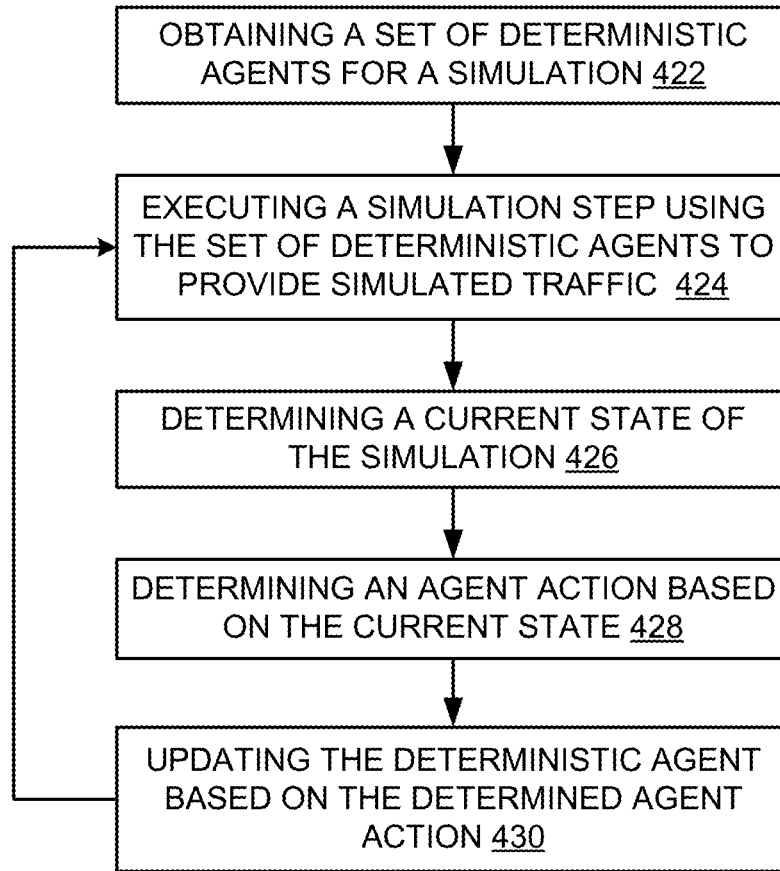 OBTAINING A SET OF DETERMINISTIC
AGENTS FOR A SIMULATION 422
EXECUTING A SIMULATION STEP USING
THE SET OF DETERMINISTIC AGENTS TO
PROVIDE SIMULATED TRAFFIC 424
DETERMINING A CURRENT STATE OF
THE SIMULATION 426
DETERMINING AN AGENT ACTION BASED
ON THE CURRENT STATE 428
UPDATING THE DETERMINISTIC AGENT
BASED ON THE DETERMINED AGENT
ACTION 430